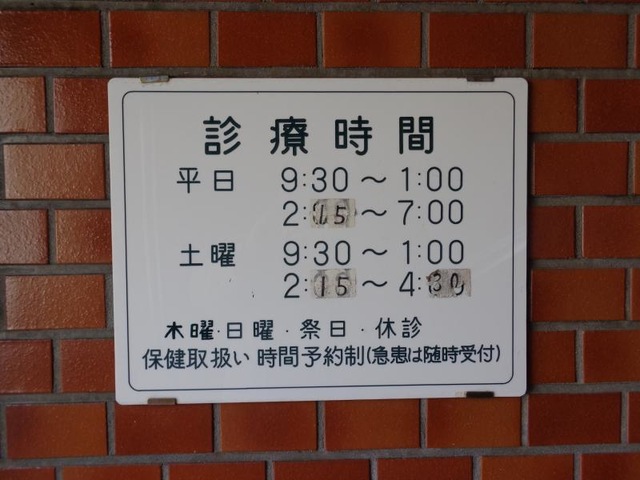 診療時間
平日 9:30～1:00
2:15～7:00
土曜 9:30～1:00
2:15～4:30
木曜·日曜·祭日·休診
保健取扱い 時間予約制(急患は随時受付)